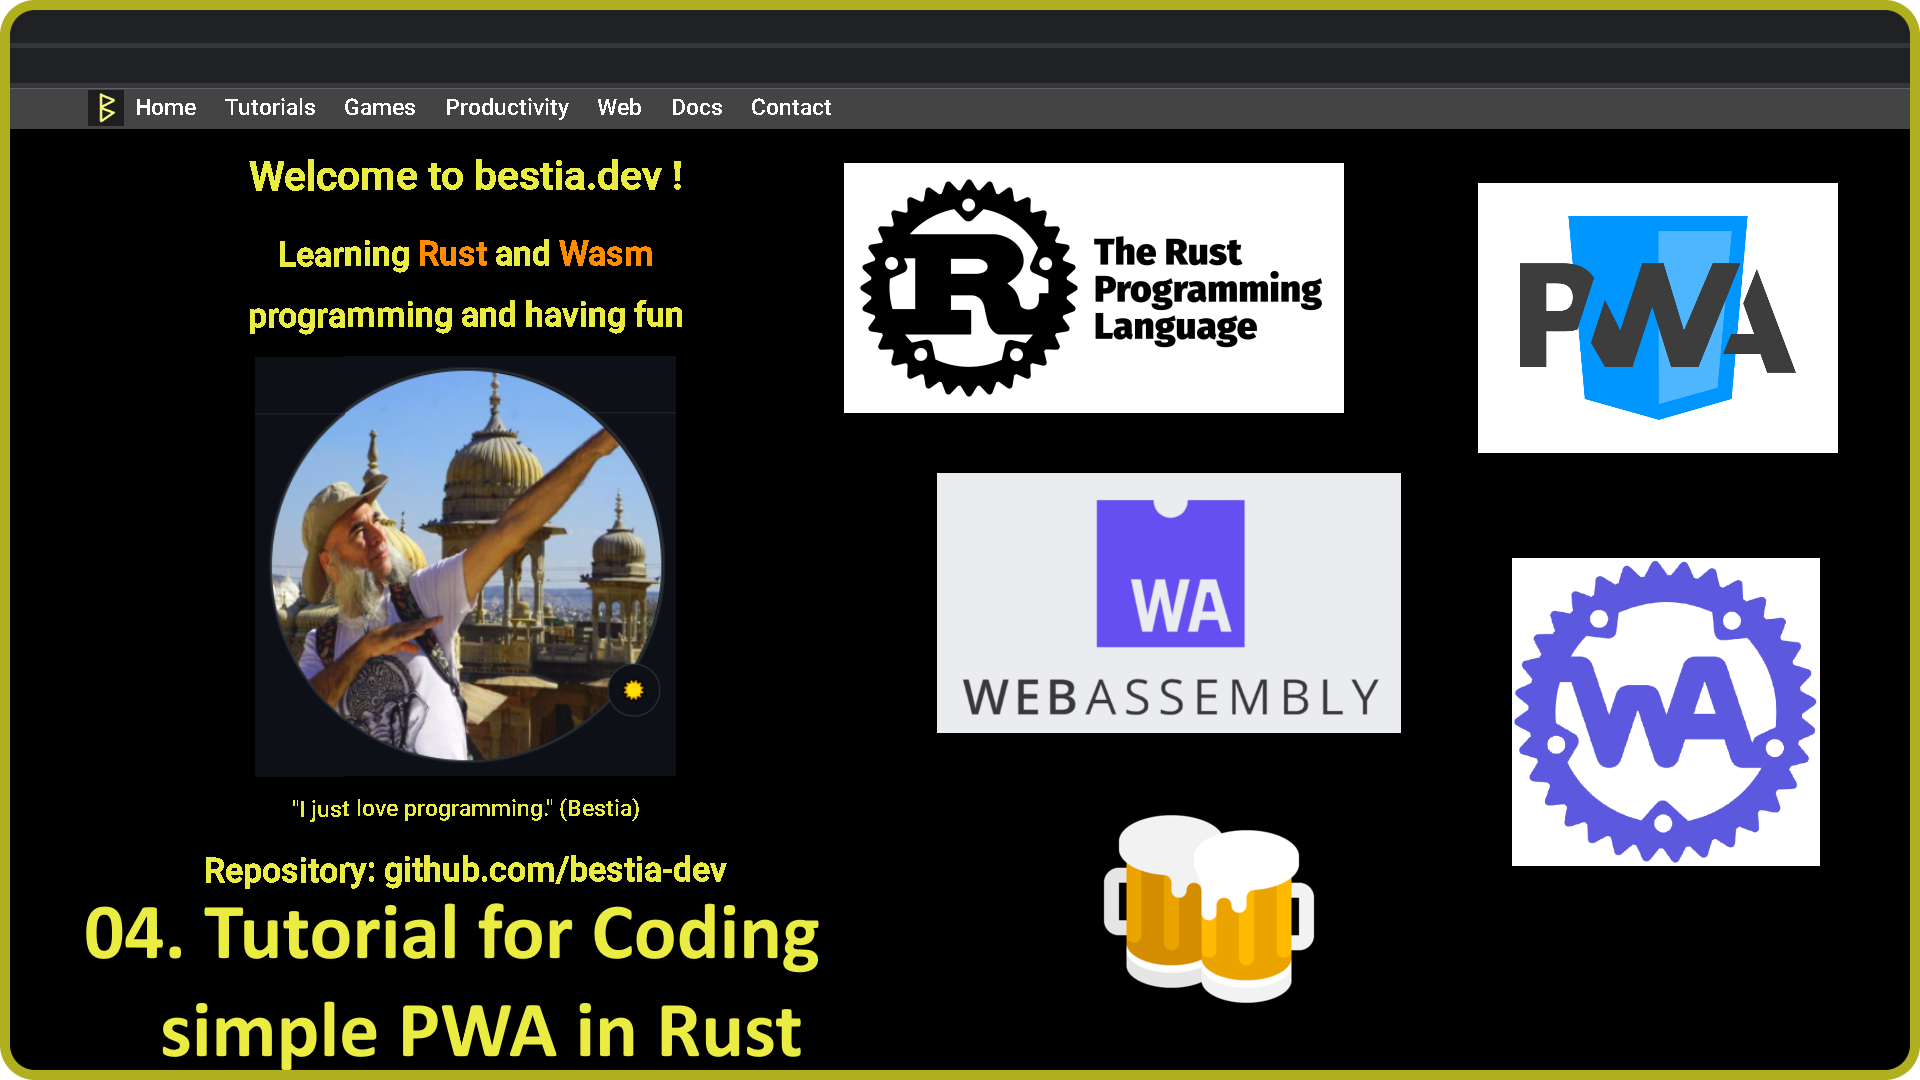 Home Tutorials Games Productivity Web Docs Contact
Welcome to bestia.dev !
Learning Rust and Wasm
programming and having fun
"I just love programming." (Bestia)
Repository: github.com/bestia-dev
04. Tutorial for Coding
simple PWA in Rust
R
The Rust
Programming
Language
PWA
WA
WEBASSEMBLY
WA